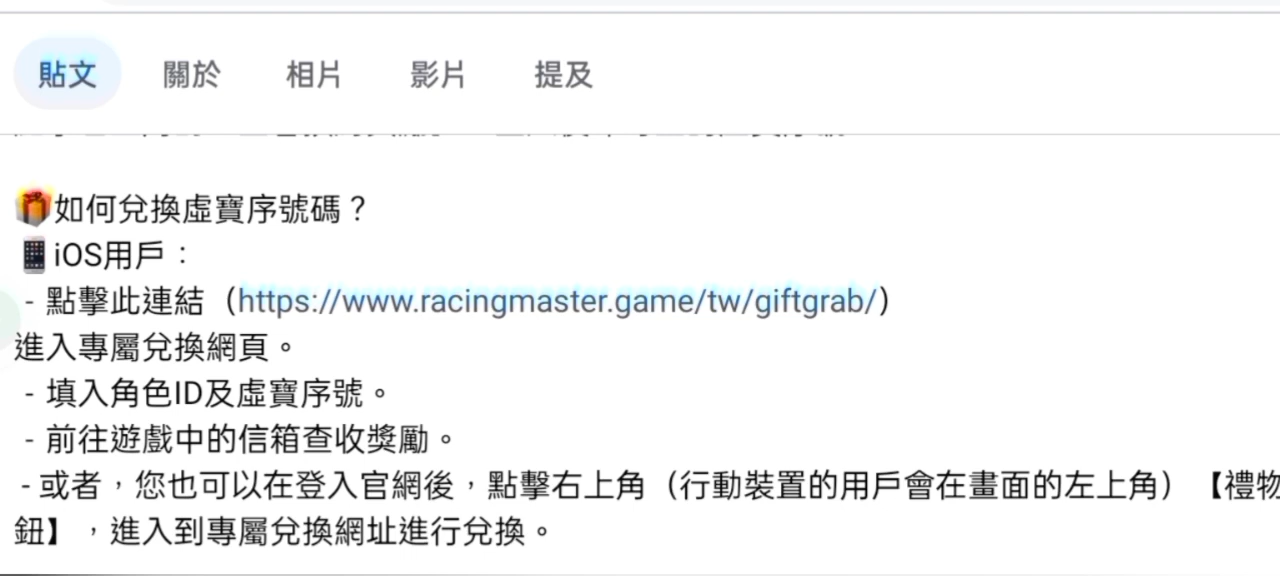 貼文 關於 相片 影片 提及
如何兌換虛寶序號碼？
iOS用戶：
- 點擊此連結（https://www.racingmaster.game/tw/giftgrab/）
進入專屬兌換網頁。
- 填入角色ID及虛寶序號。
- 前往遊戲中的信箱查收獎勵。
- 或者，您也可以在登入官網後，點擊右上角（行動裝置的用戶會在畫面的左上角）【禮物
鈕】，進入到專屬兌換網址進行兌換。